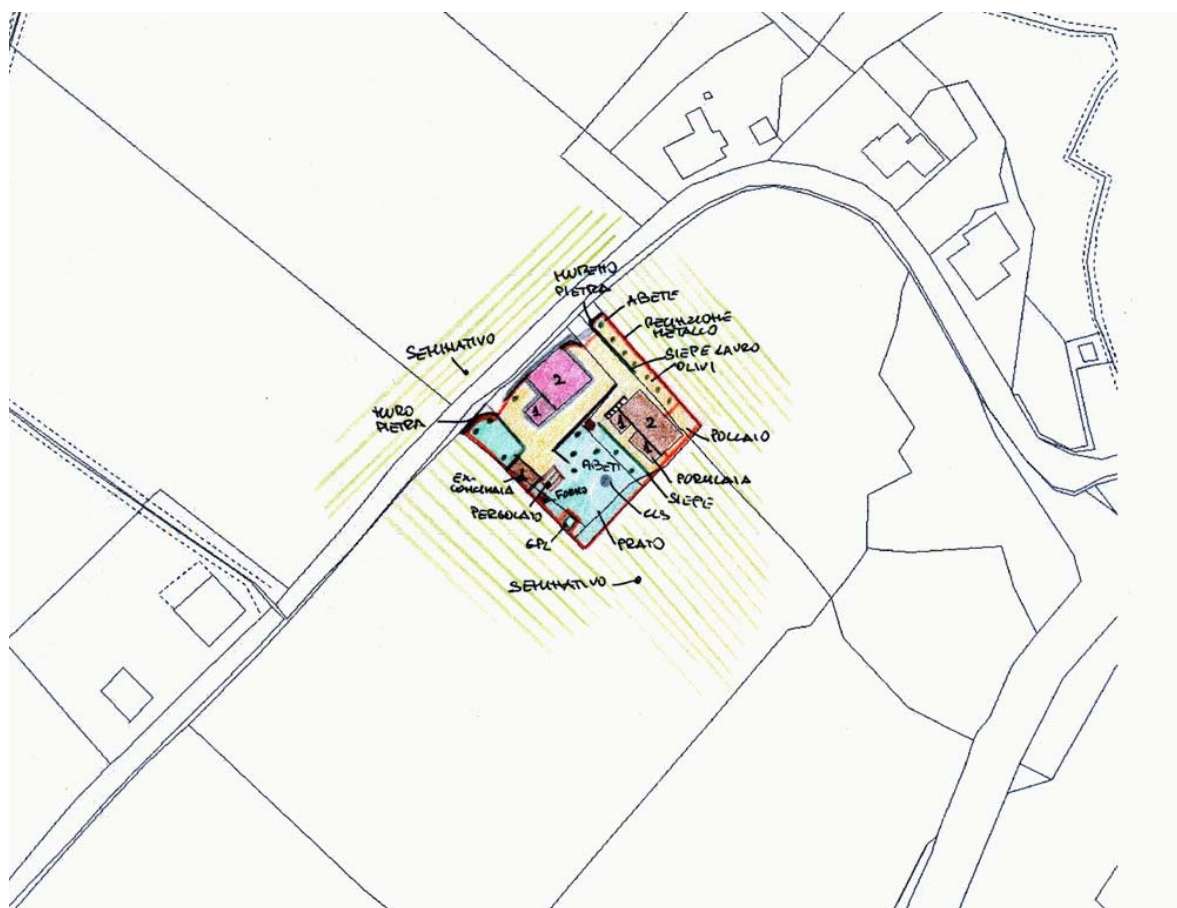 MURETTO
PIETRA
ABETE
RECINZIONE
METALLO
SIEPE LAURO
OLIVI
SEMINATIVO
2
1
MURO
PIETRA
2
1
1
POLLAIO
ABETI
PORCILAIA
EX-
CONCIMAIA
1
FORNO
SIEPE
PERGOLATO
CLS
GPL
PRATO
SEMINATIVO